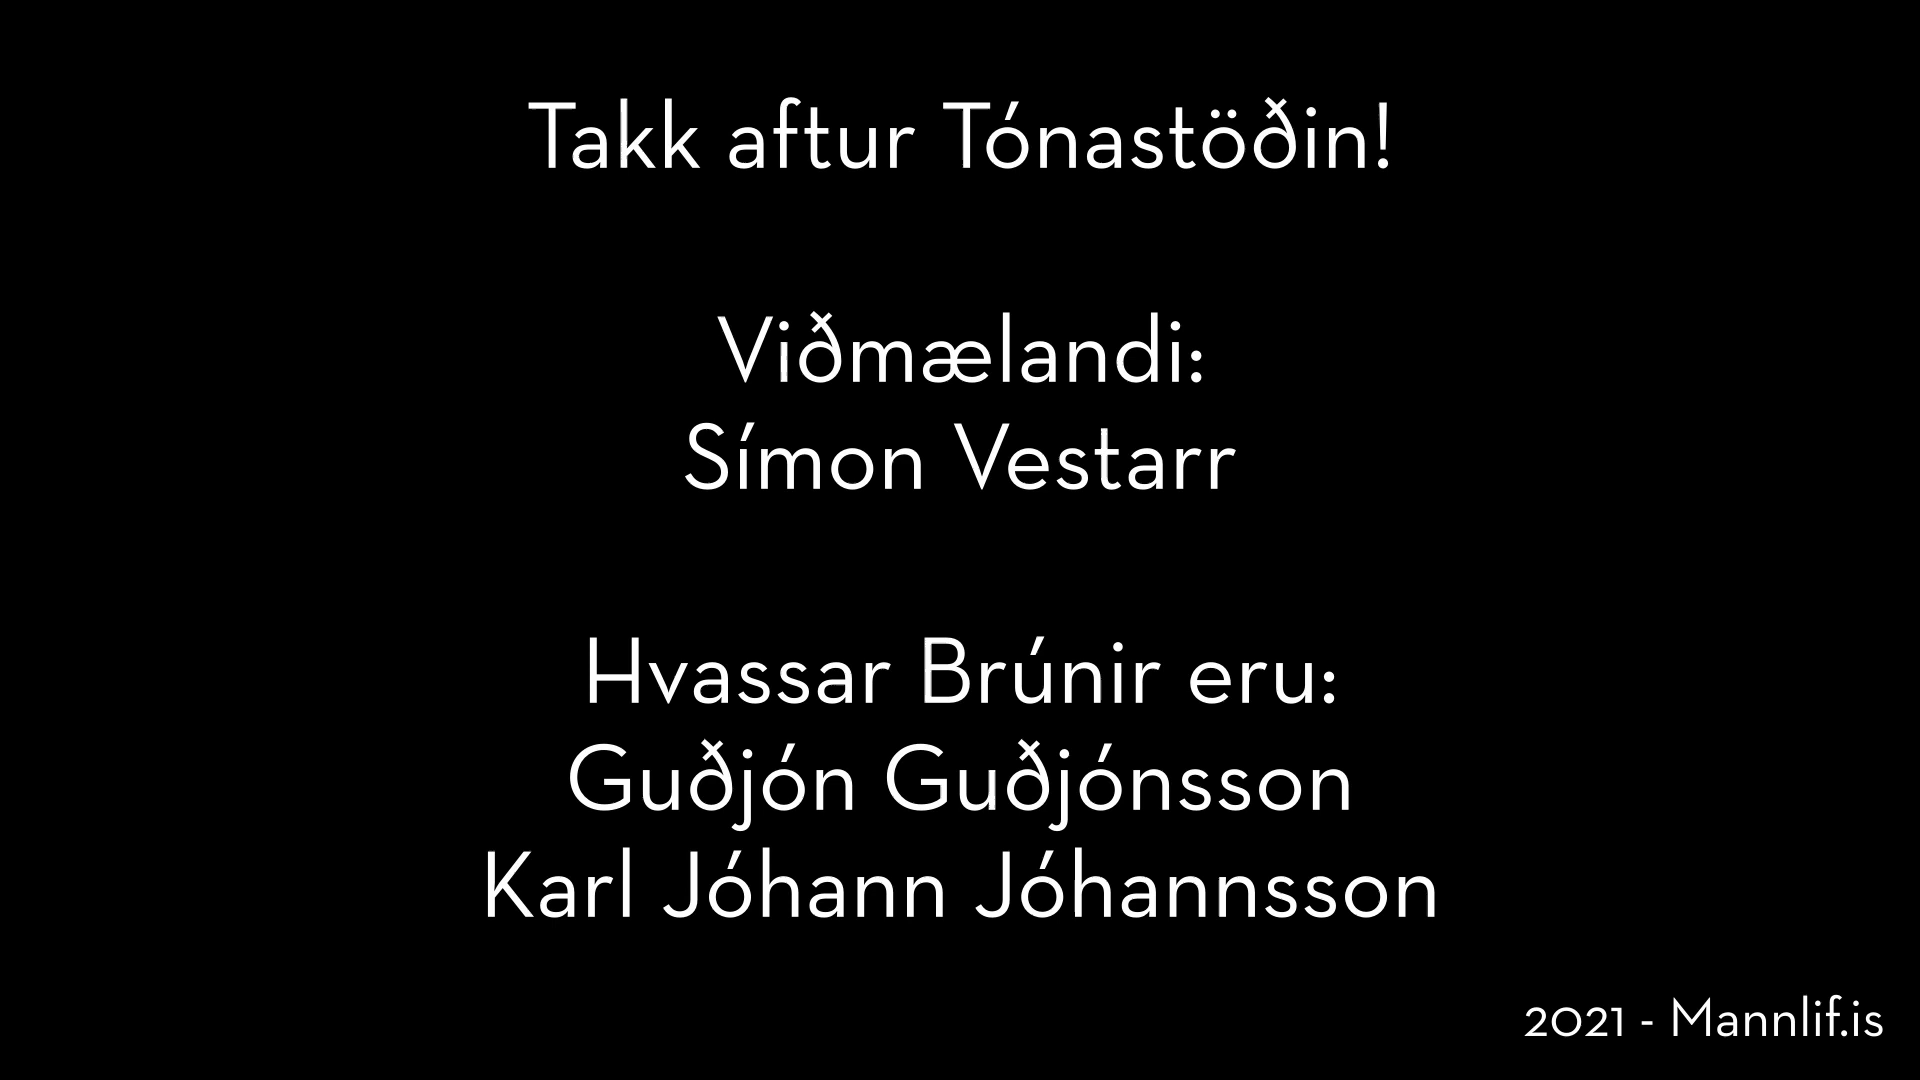 Takk aftur Tónastöðin!
Viðmælandi:
Símon Vestarr
Hvassar Brúnir eru:
Guðjón Guðjónsson
Karl Jóhann Jóhannsson
2021 - Mannlif.is